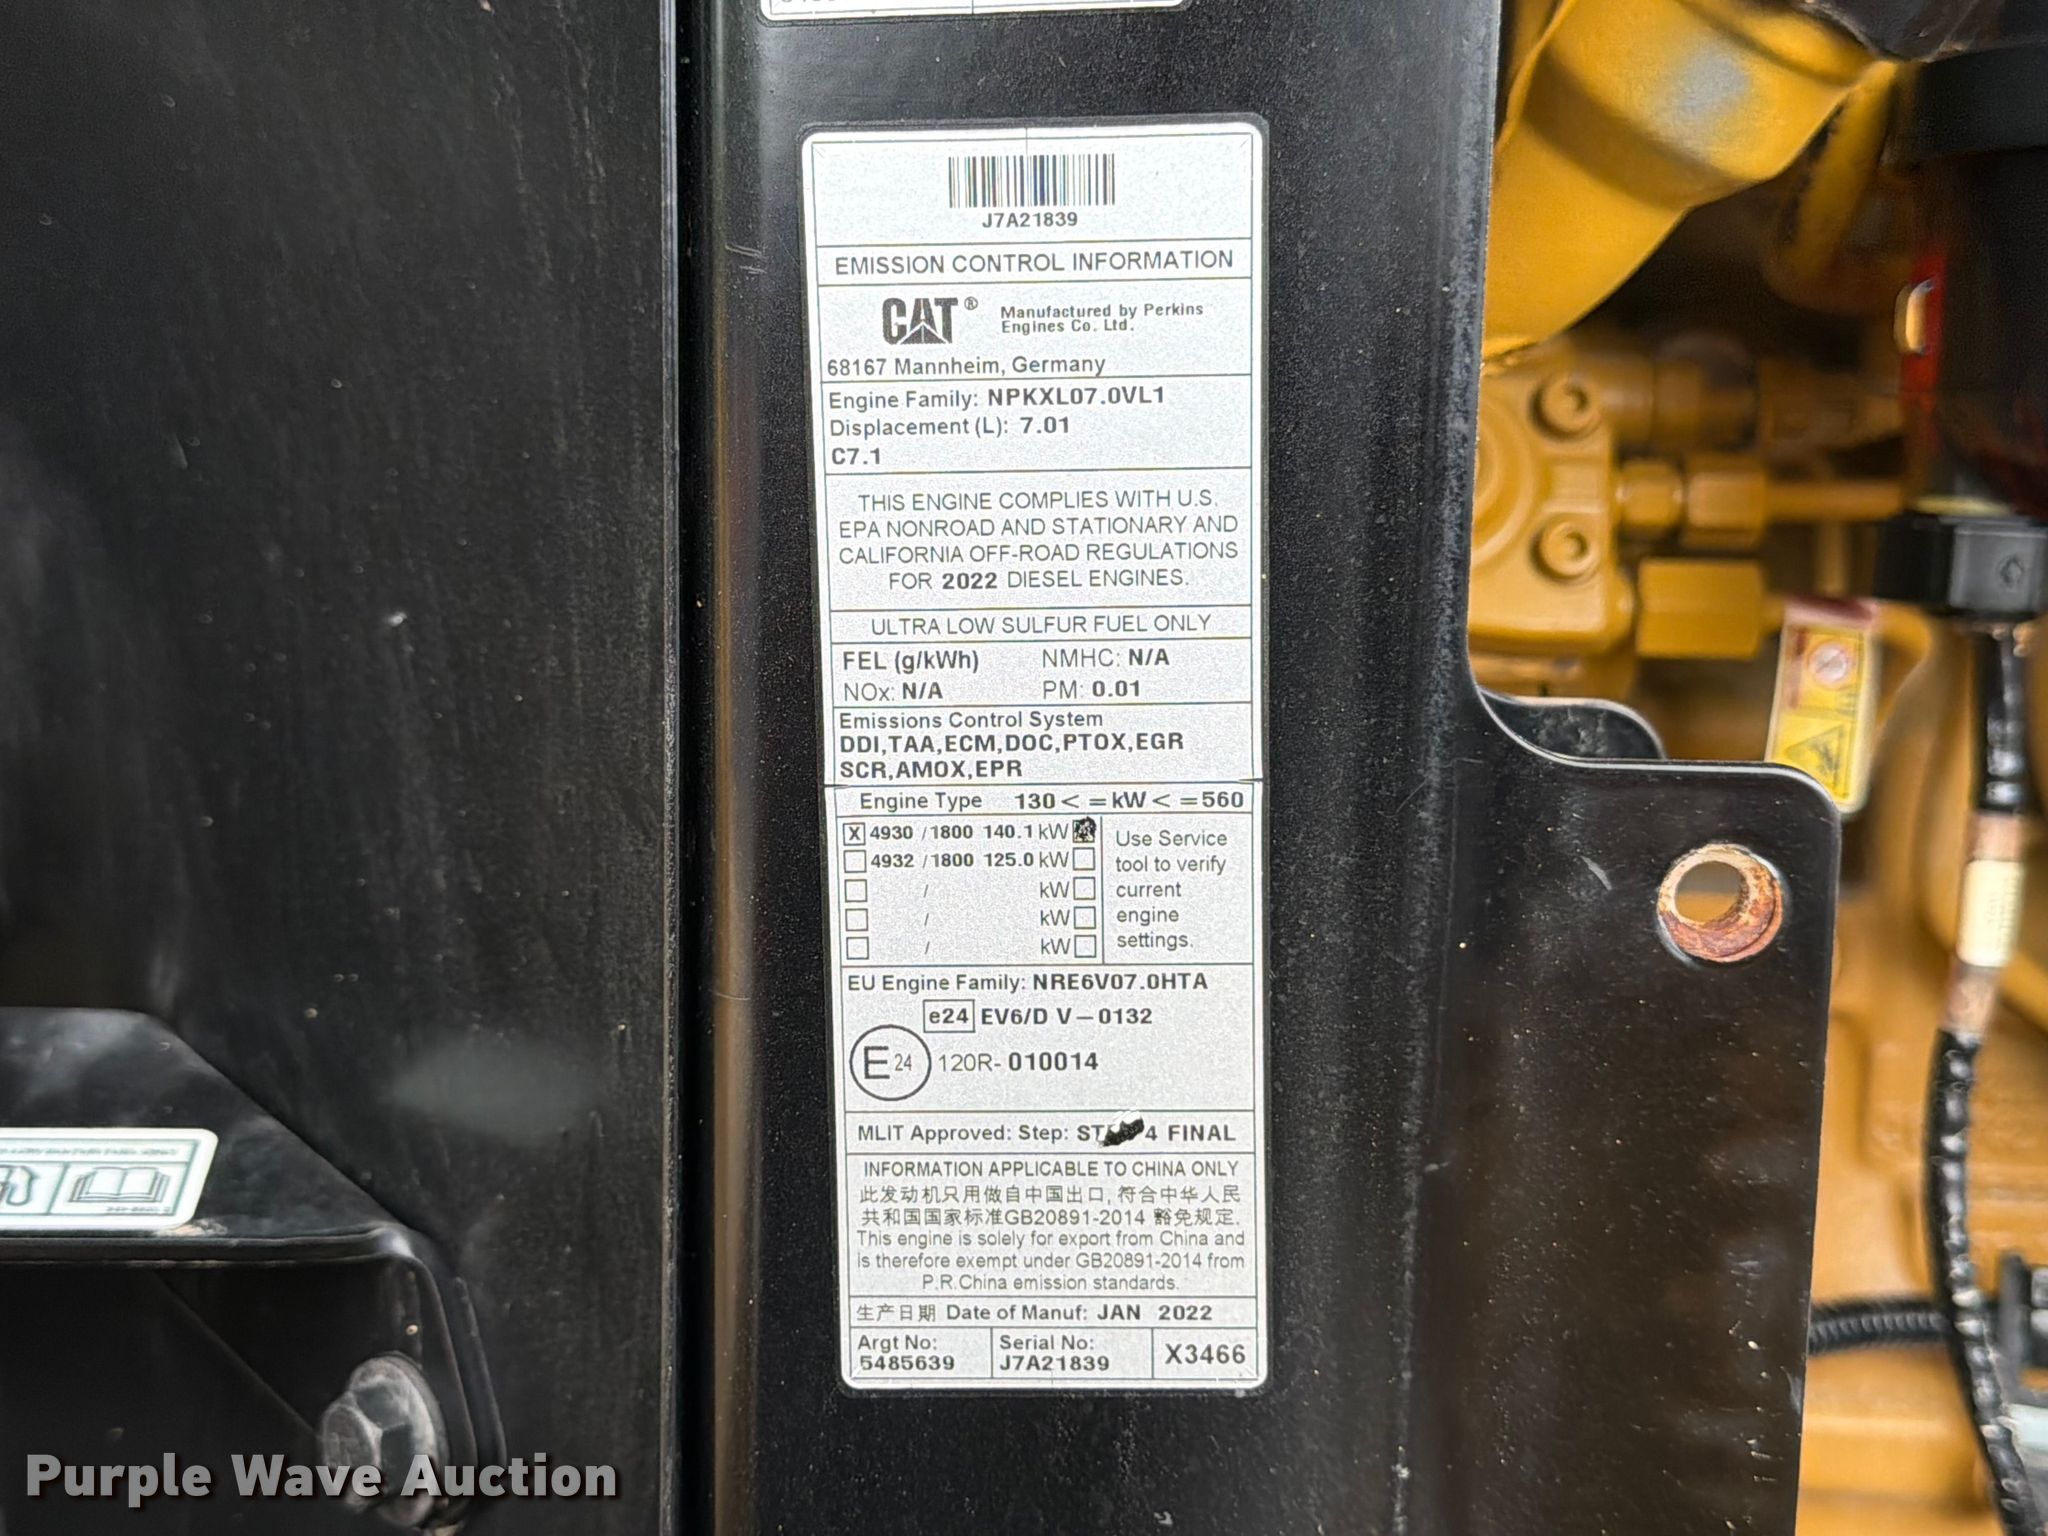 J7A21839
EMISSION CONTROL INFORMATION
CAT® Manufactured by Perkins
Engines Co. Ltd.
68167 Mannheim, Germany
Engine Family: NPKXL07.0VL1
Displacement (L): 7.01
C7.1
THIS ENGINE COMPLIES WITH U.S.
EPA NONROAD AND STATIONARY AND
CALIFORNIA OFF-ROAD REGULATIONS
FOR 2022 DIESEL ENGINES.
ULTRA LOW SULFUR FUEL ONLY
FEL (g/kWh) NMHC: N/A
NOx: N/A PM: 0.01
Emissions Control System
DDI,TAA,ECM,DOC,PTOX,EGR
SCR,AMOX,EPR
Engine Type 130 < = kW < = 560
X 4930 / 1800 140.1 kW
4932 / 1800 125.0 kW
/ kW
/ kW
/ kW
Use Service
tool to verify
current
engine
settings.
EU Engine Family: NRE6V07.0HTA
e24 EV6/D V-0132
E24 120R- 010014
MLIT Approved: Step: 4 FINAL
INFORMATION APPLICABLE TO CHINA ONLY
此发动机只用做自中国出口, 符合中华人民
共和国国家标准GB20891-2014 豁免规定.
This engine is solely for export from China and
is therefore exempt under GB20891-2014 from
P.R.China emission standards.
生产日期 Date of Manuf: JAN 2022
Argt No: 5485639
Serial No: J7A21839
X3466
Purple Wave Auction